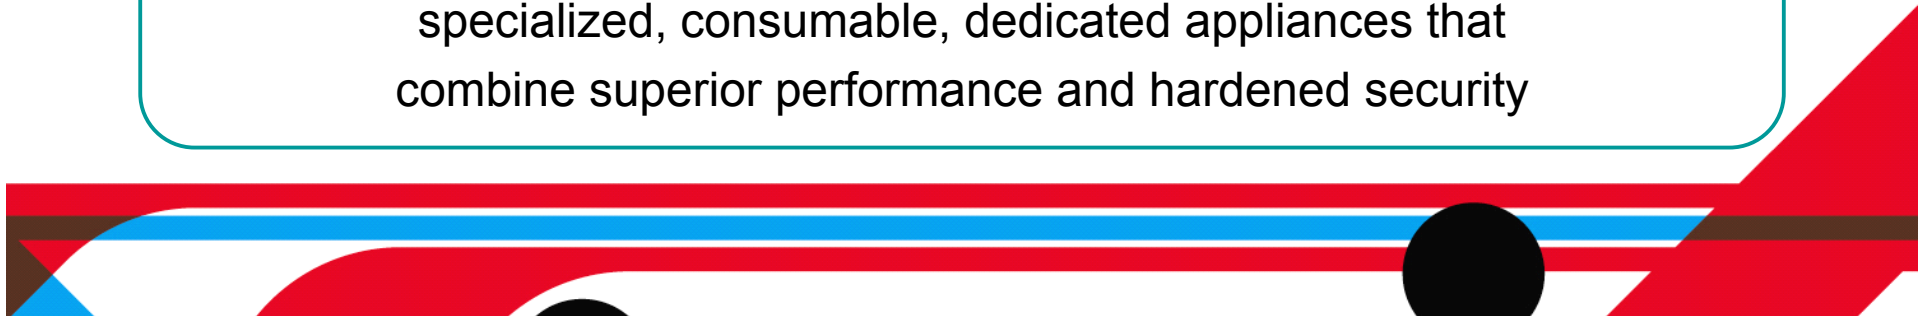 specialized, consumable, dedicated appliances that
combine superior performance and hardened security